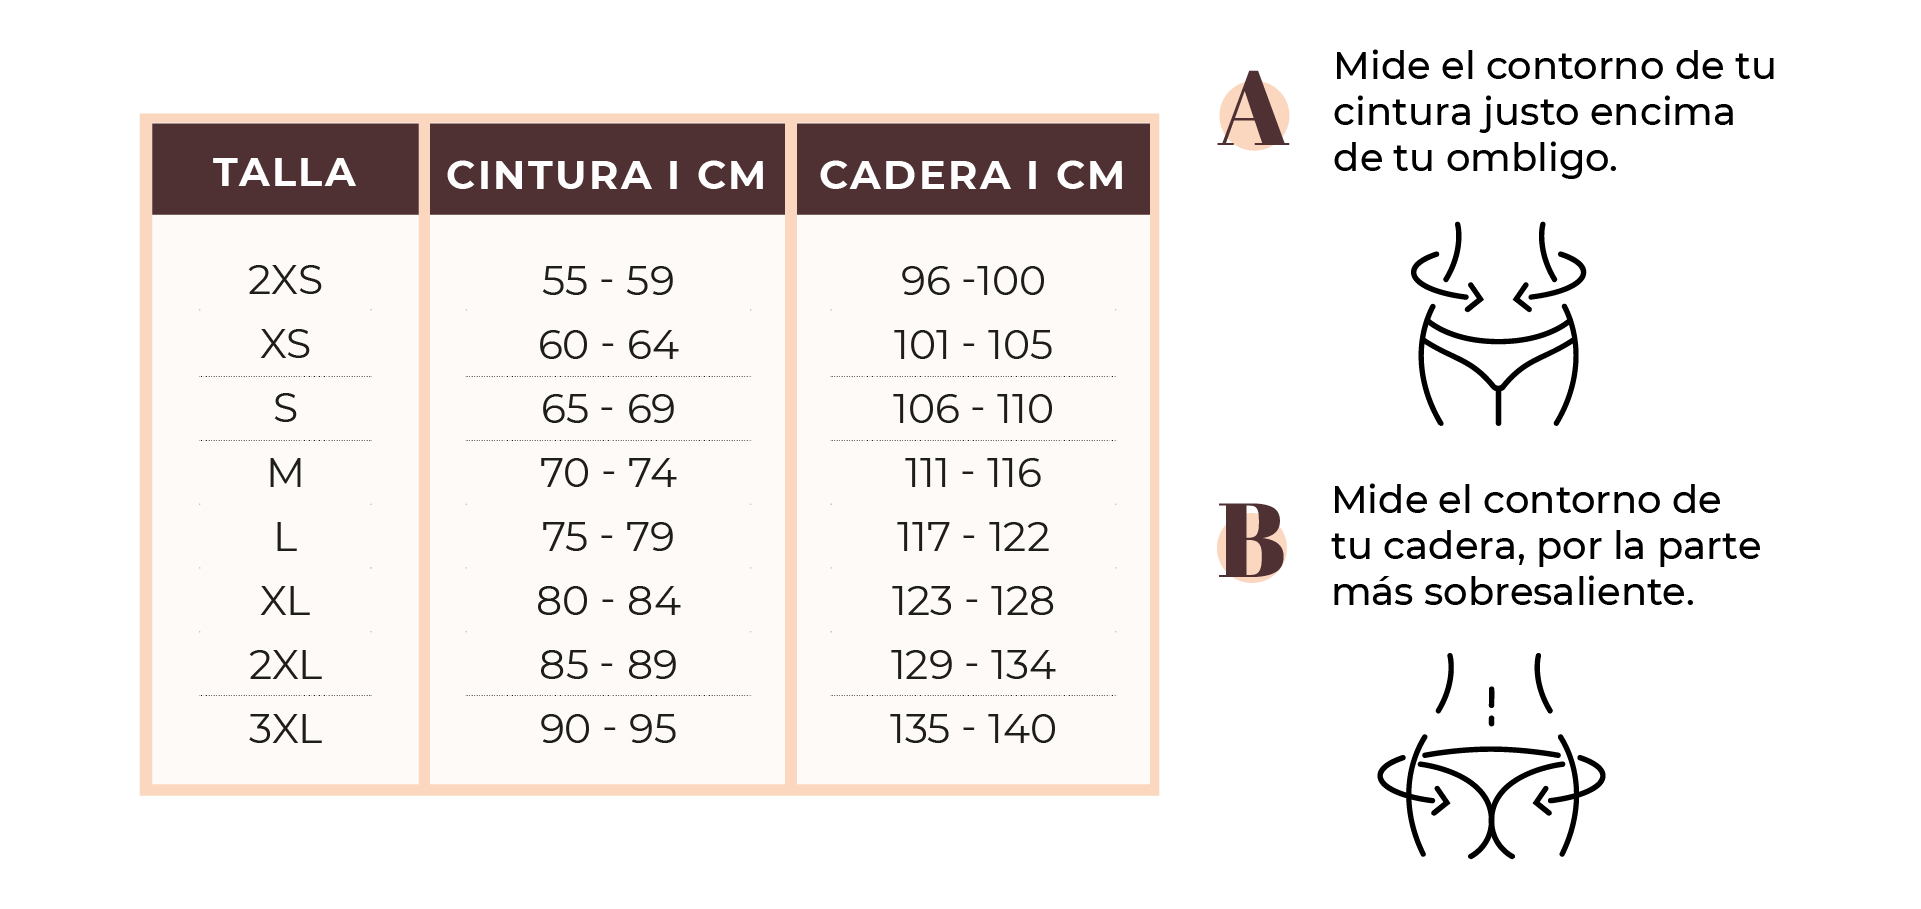 TALLA CINTURA I CM CADERA I CM
2XS 55 - 59 96 -100
XS 60 - 64 101 - 105
S 65 - 69 106 - 110
M 70 - 74 111 - 116
L 75 - 79 117 - 122
XL 80 - 84 123 - 128
2XL 85 - 89 129 - 134
3XL 90 - 95 135 - 140
A
Mide el contorno de tu
cintura justo encima
de tu ombligo.
B
Mide el contorno de
tu cadera, por la parte
más sobresaliente.